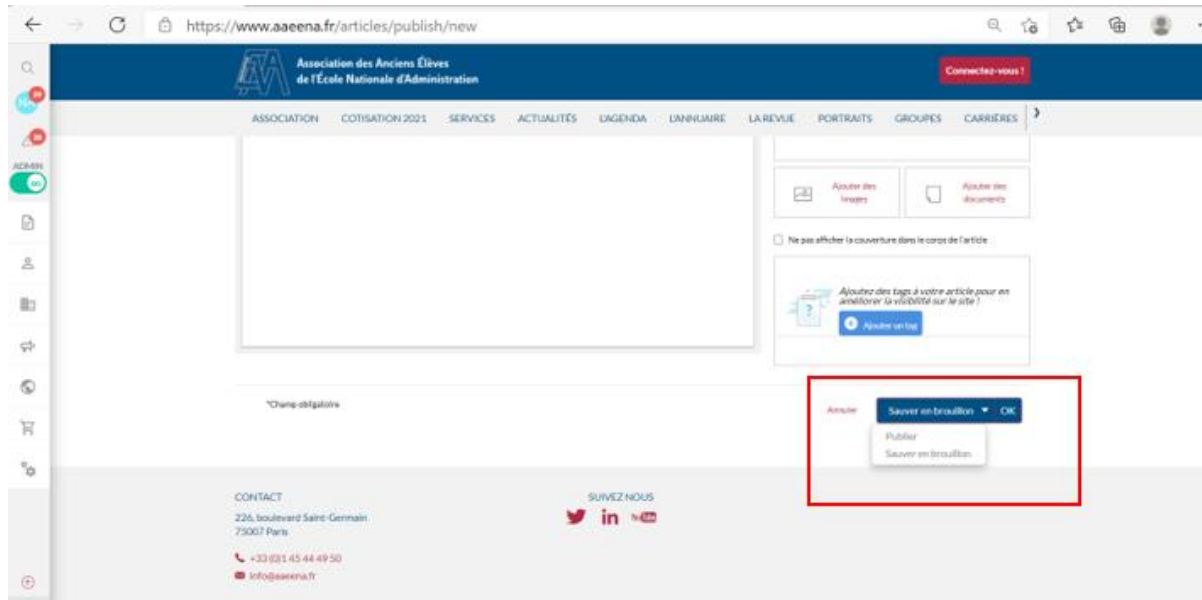 https://www.aaeena.fr/articles/publish/new
Association des Anciens Élèves
de l'École Nationale d'Administration
Connectez-vous !
ASSOCIATION COTISATION 2021 SERVICES ACTUALITÉS L'AGENDA L'ANNUAIRE LA REVUE PORTRAITS GROUPES CARRIÈRES
ADMIN
Ajouter des
images
Ajouter des
documents
Ne pas afficher la couverture dans le corps de l'article
Ajoutez des tags à votre article pour en
améliorer la visibilité sur le site !
Ajouter un tag
*Champ obligatoire
Annuler Sauver en brouillon OK
Publier
Sauver en brouillon
CONTACT
226, boulevard Saint-Germain
75007 Paris
+33 (0)1 45 44 49 50
info@aaeena.fr
SUIVEZ NOUS